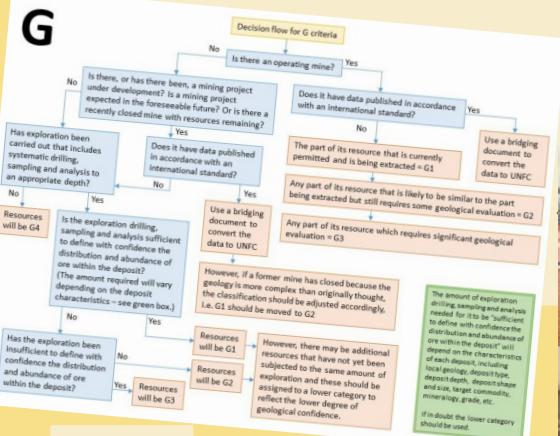 G
Decision flow for G criteria
Is there an operating mine?
No
Yes
Is there, or has there been, a mining project
under development? Is a mining project
expected in the foreseeable future? Or is there a
recently closed mine with resources remaining?
Does it have data published in accordance
with an international standard?
No
Yes
No
Yes
Has exploration been
carried out that includes
systematic drilling,
sampling and analysis to
an appropriate depth?
Does it have data published
in accordance with an
international standard?
The part of its resource that is currently
permitted and is being extracted = G1
Use a bridging
document to
convert the
data to UNFC
Any part of its resource that is likely to be similar to the part
being extracted but still requires some geological evaluation = G2
Any part of its resource which requires significant geological
evaluation = G3
No
Yes
No
Yes
Resources
will be G4
Is the exploration drilling,
sampling and analysis sufficient
to define with confidence the
distribution and abundance of
ore within the deposit?
(The amount required will vary
depending on the deposit
characteristics – see green box.)
Use a bridging
document to
convert the
data to UNFC
However, if a former mine has closed because the
geology is more complex than originally thought,
the classification should be adjusted accordingly,
i.e. G1 should be moved to G2
No
Yes
Has the exploration been
insufficient to define with
confidence the distribution
and abundance of ore
within the deposit?
No
Yes
Resources
will be G1
Resources
will be G2
Resources
will be G3
However, there may be additional
resources that have not yet been
subjected to the same amount of
exploration and these should be
assigned to a lower category to
reflect the lower degree of
geological confidence.
The amount of exploration
drilling, sampling and analysis
needed for it to be "sufficient
to define with confidence the
distribution and abundance of
ore within the deposit" will
depend on the characteristics
of each deposit, including
local geology, deposit type,
deposit depth, deposit shape
and size, target commodity,
mineralogy, grade, etc.
If in doubt the lower category
should be used.